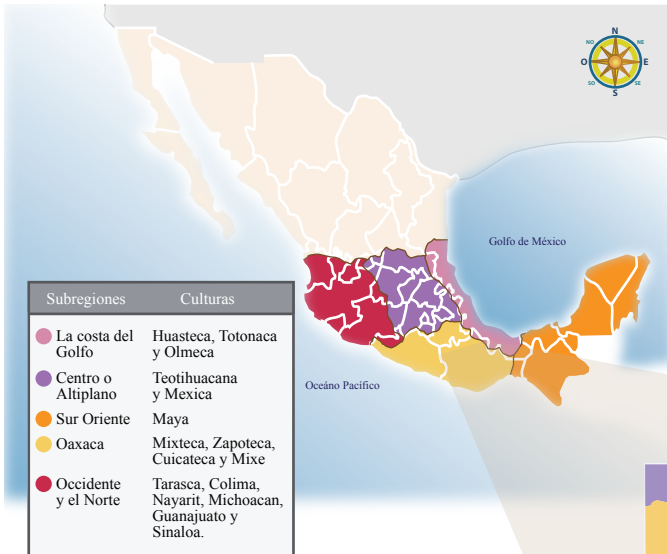 N
NO
NE
O
E
SO
SE
S
Golfo de México
Océano Pacífico
Subregiones Culturas
La costa del Golfo
Huasteca, Totonaca
y Olmeca
Centro o
Altiplano
Teotihuacana
y Mexica
Sur Oriente
Maya
Oaxaca
Mixteca, Zapoteca,
Cuicateca y Mixe
Occidente
y el Norte
Tarasca, Colima,
Nayarit, Michoacan,
Guanajuato y
Sinaloa.